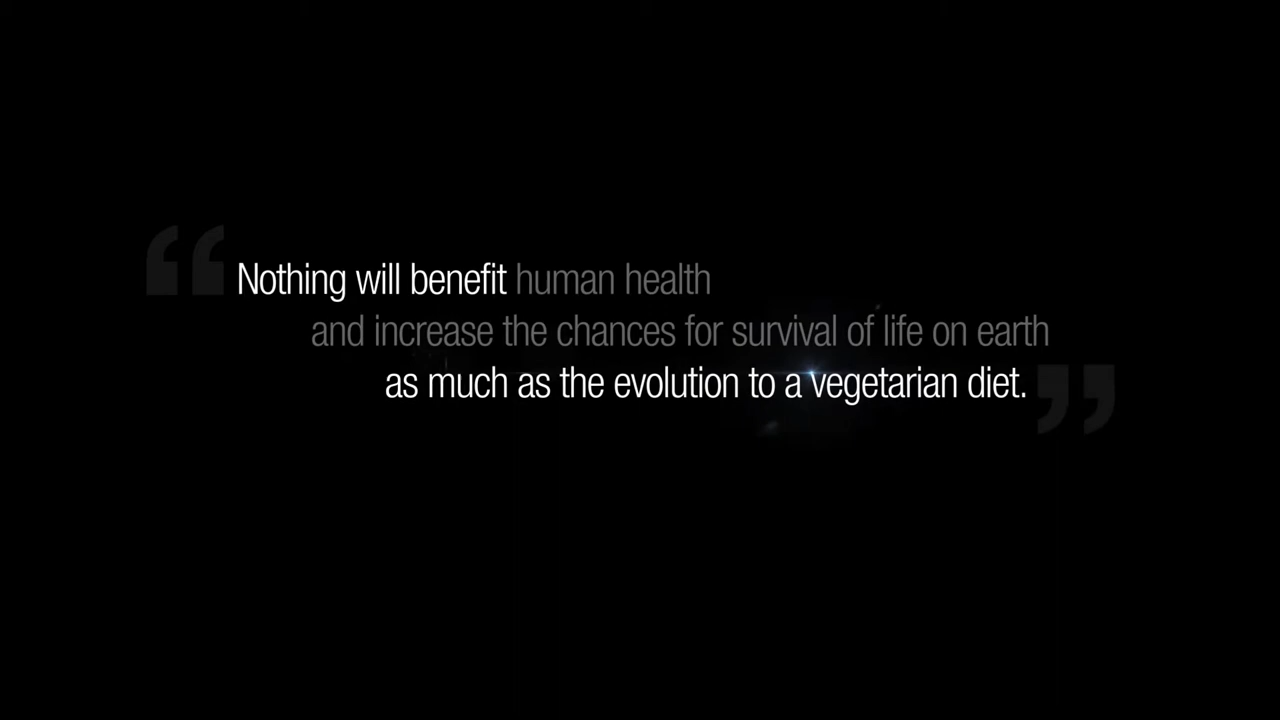 “Nothing will benefit human health
and increase the chances for survival of life on earth
as much as the evolution to a vegetarian diet.”